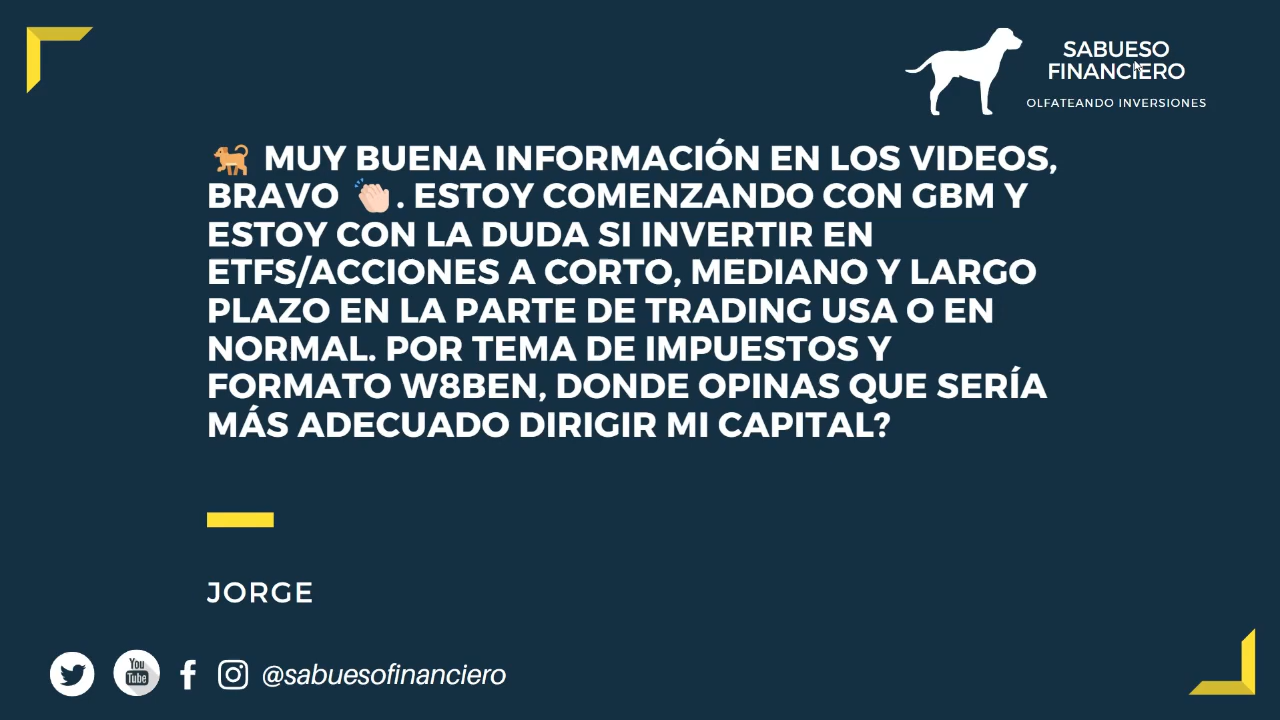 SABUESO
FINANCIERO
OLFATEANDO INVERSIONES
🐕 MUY BUENA INFORMACIÓN EN LOS VIDEOS,
BRAVO 👏🏻. ESTOY COMENZANDO CON GBM Y
ESTOY CON LA DUDA SI INVERTIR EN
ETFS/ACCIONES A CORTO, MEDIANO Y LARGO
PLAZO EN LA PARTE DE TRADING USA O EN
NORMAL. POR TEMA DE IMPUESTOS Y
FORMATO W8BEN, DONDE OPINAS QUE SERÍA
MÁS ADECUADO DIRIGIR MI CAPITAL?
JORGE
You
Tube
@sabuesofinanciero